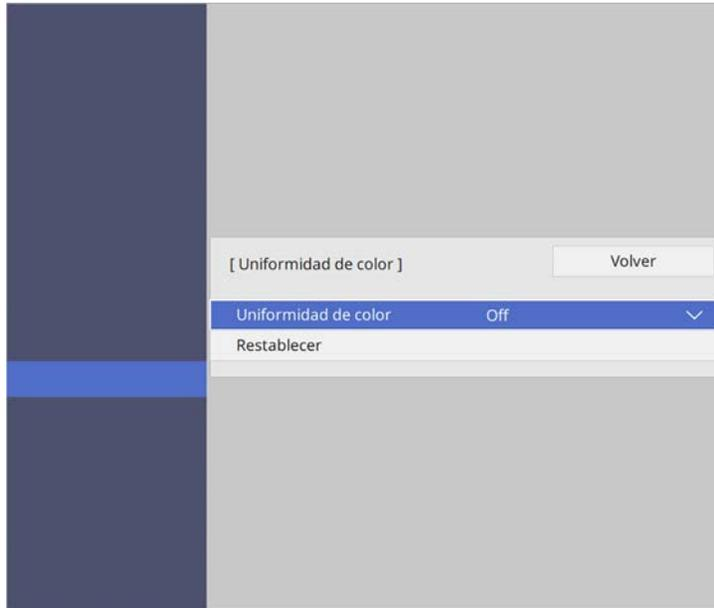 [ Uniformidad de color ]
Volver
Uniformidad de color Off
Restablecer